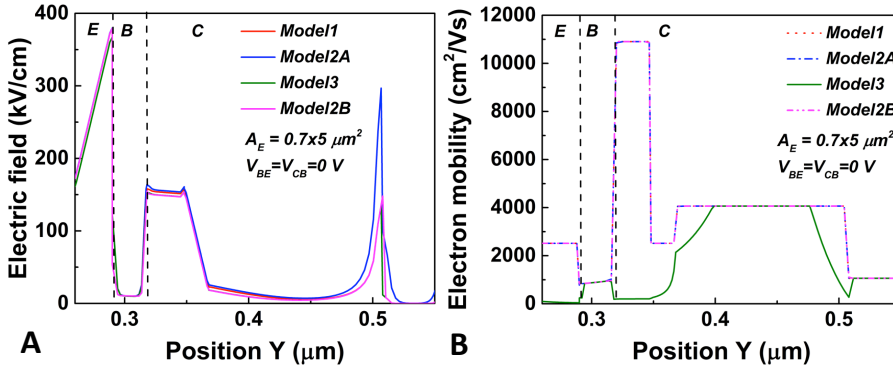 400
300
200
100
0
Electric field (kV/cm)
E B C
Model1
Model2A
Model3
Model2B
A_E = 0.7x5 μm²
V_BE=V_CB=0 V
0.3 0.4 0.5
Position Y (μm)
A
12000
10000
8000
6000
4000
2000
0
Electron mobility (cm²/Vs)
E B C
Model1
Model2A
Model3
Model2B
A_E = 0.7x5 μm²
V_BE=V_CB=0 V
0.3 0.4 0.5
Position Y (μm)
B